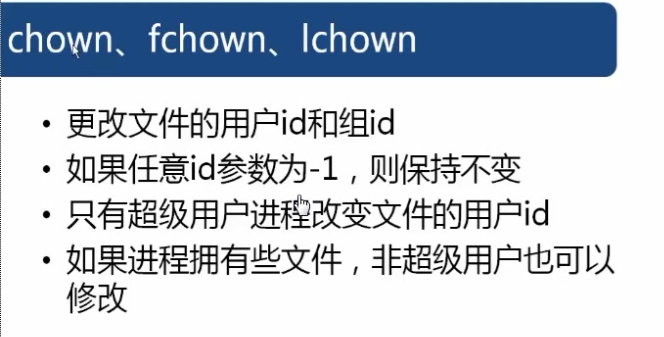 chown、fchown、lchown
• 更改文件的用户id和组id
• 如果任意id参数为-1，则保持不变
• 只有超级用户进程改变文件的用户id
• 如果进程拥有些文件，非超级用户也可以
修改